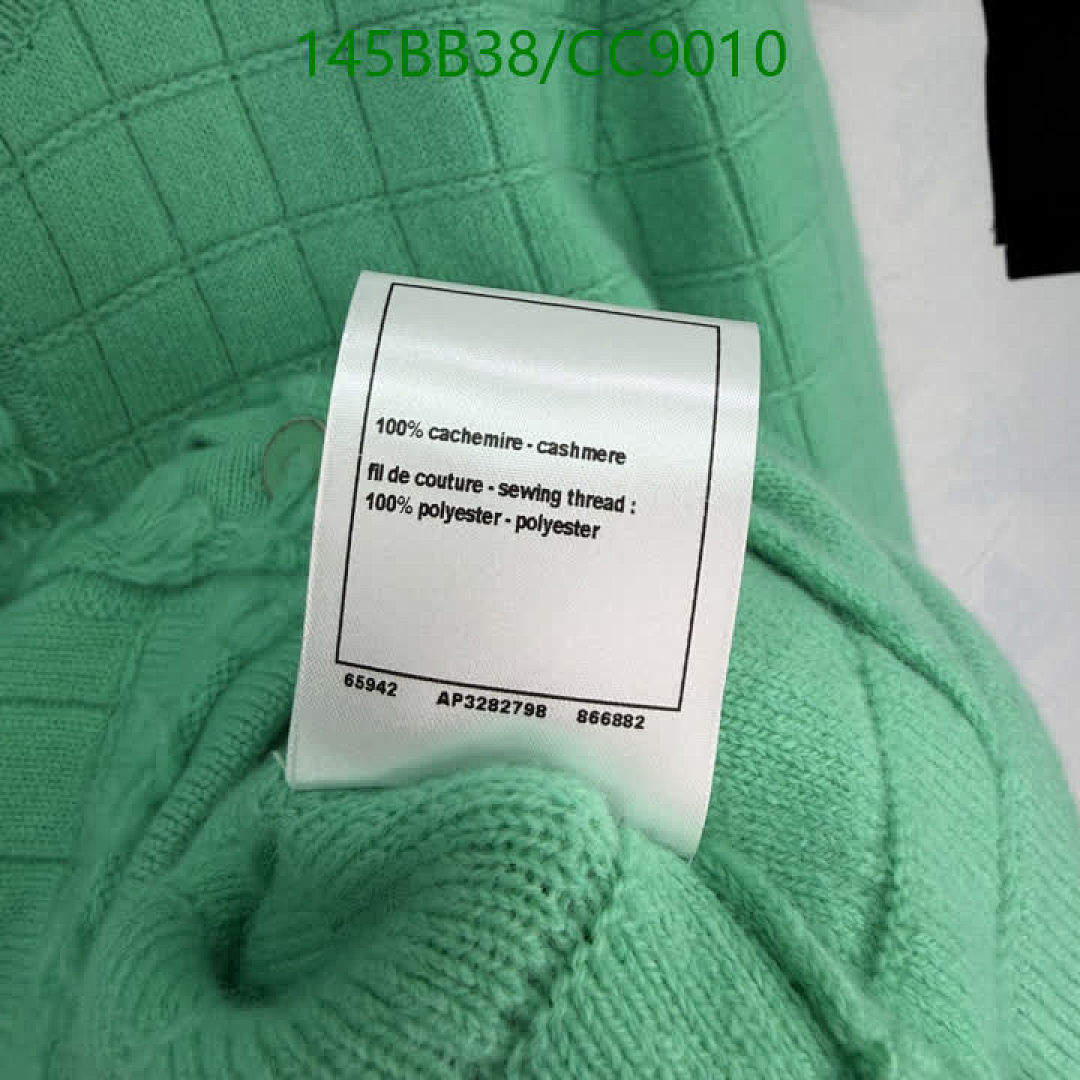 145BB38/CC9010
100% cachemire - cashmere
fil de couture - sewing thread :
100% polyester - polyester
65942 AP3282798 866882